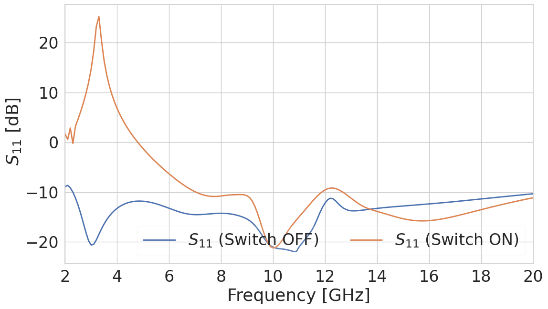 20
10
0
−10
−20
S11 [dB]
S11 (Switch OFF) S11 (Switch ON)
2 4 6 8 10 12 14 16 18 20
Frequency [GHz]